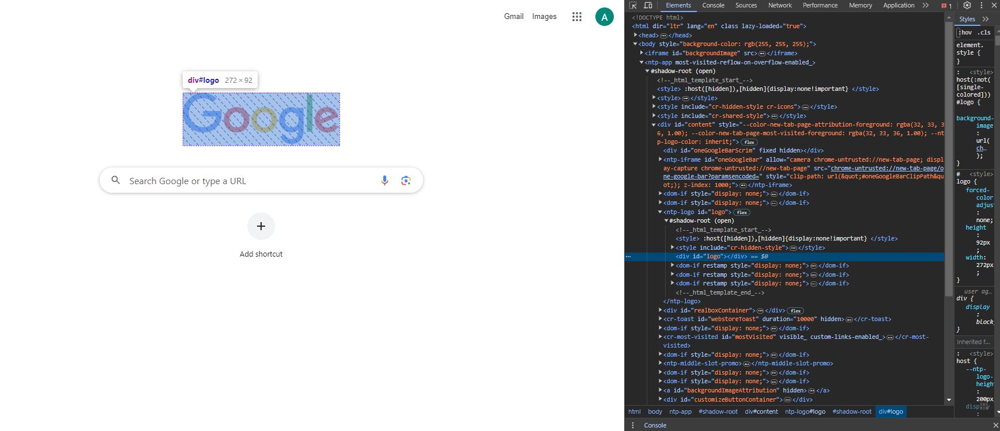 Gmail Images A
div#logo 272 × 92
Google
Search Google or type a URL
Add shortcut
Elements Console Sources Network Performance Memory Application 1
<!DOCTYPE html>
<html dir="ltr" lang="en" class lazy-loaded="true">
<head>…</head>
<body style="background-color: rgb(255, 255, 255);">
<iframe id="backgroundImage" src>…</iframe>
<ntp-app most-visited-reflow-on-overflow-enabled_>
#shadow-root (open)
<!--_html_template_start_-->
<style> :host([hidden]),[hidden]{display:none!important} </style>
<style>…</style>
<style include="cr-hidden-style cr-icons">…</style>
<style include="cr-shared-style">…</style>
<div id="content" style="--color-new-tab-page-attribution-foreground: rgba(32, 33, 3
6, 1.00); --color-new-tab-page-most-visited-foreground: rgba(32, 33, 36, 1.00); --nt
p-logo-color: inherit;"> flex
<div id="oneGoogleBarScrim" fixed hidden></div>
<ntp-iframe id="oneGoogleBar" allow="camera chrome-untrusted://new-tab-page; displ
ay-capture chrome-untrusted://new-tab-page" src="chrome-untrusted://new-tab-page/o
ne-google-bar?paramsencoded=" style="clip-path: url(&quot;#oneGoogleBarClipPath&qu
ot;); z-index: 1000;">…</ntp-iframe>
<dom-if style="display: none;">…</dom-if>
<dom-if style="display: none;">…</dom-if>
<ntp-logo id="logo"> flex
#shadow-root (open)
<!--_html_template_start_-->
<style> :host([hidden]),[hidden]{display:none!important} </style>
<style include="cr-hidden-style">…</style>
… <div id="logo"></div> == $0
<dom-if restamp style="display: none;">…</dom-if>
<dom-if restamp style="display: none;">…</dom-if>
<dom-if restamp style="display: none;">…</dom-if>
<!--_html_template_end_-->
</ntp-logo>
<div id="realboxContainer">…</div> flex
<cr-toast id="webstoreToast" duration="10000" hidden>…</cr-toast>
<dom-if style="display: none;">…</dom-if>
<cr-most-visited id="mostVisited" visible_ custom-links-enabled_>…</cr-most-
visited>
<dom-if style="display: none;">…</dom-if>
<ntp-middle-slot-promo>…</ntp-middle-slot-promo>
<dom-if style="display: none;">…</dom-if>
<dom-if style="display: none;">…</dom-if>
<a id="backgroundImageAttribution" hidden>…</a>
<div id="customizeButtonContainer">…</div>
html body ntp-app #shadow-root div#content ntp-logo#logo #shadow-root div#logo
Console
Styles
:hov .cls
element.
style {
}
: <style>
host(:not(
[single-
colored]))
#logo {
background-
image
:
url(
ch…
);
}
# <style>
logo {
forced-
color
adjus
:
none;
height
:
92px
;
width:
272px
;
}
user ag…
div {
display
:
block
}
Inherited f…
: <style>
host {
--ntp-
logo-
heigh
:
200px